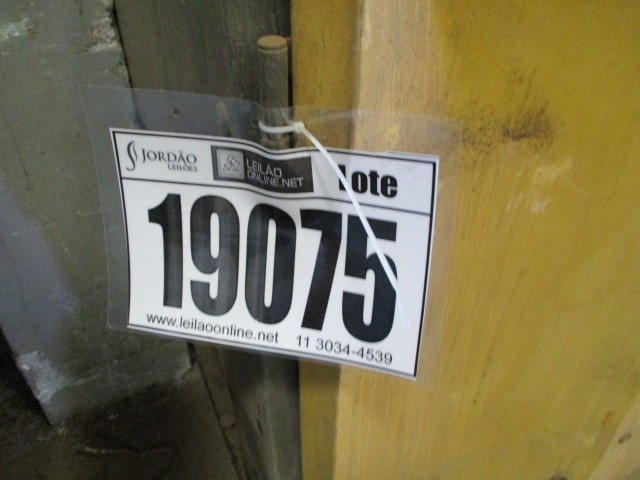 JORDÃO
LEILÕES
LEILÃO
ONLINE.NET
lote
19075
www.leilaoonline.net 11 3034-4539